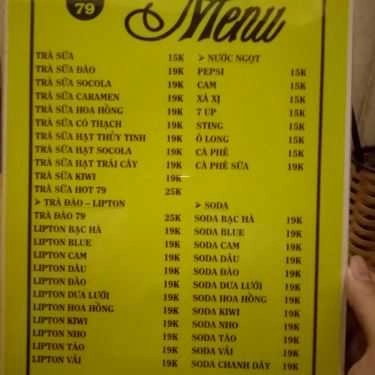 79
Menu
TRÀ SỮA 15K
TRÀ SỮA ĐÀO 19K
TRÀ SỮA SOCOLA 19K
TRÀ SỮA CARAMEN 19K
TRÀ SỮA HOA HỒNG 19K
TRÀ SỮA CÓ THẠCH 19K
TRÀ SỮA HẠT THỦY TINH 19K
TRÀ SỮA HẠT SOCOLA 19K
TRÀ SỮA HẠT TRÁI CÂY 19K
TRÀ SỮA KIWI 19K
TRÀ SỮA HOT 79 25K
➢ TRÀ ĐÀO – LIPTON
TRÀ ĐÀO 79 25K
LIPTON BẠC HÀ 19K
LIPTON BLUE 19K
LIPTON CAM 19K
LIPTON DÂU 19K
LIPTON ĐÀO 19K
LIPTON DƯA LƯỚI 19K
LIPTON HOA HỒNG 19K
LIPTON KIWI 19K
LIPTON NHO 19K
LIPTON TÁO 19K
LIPTON VẢI 19K
➢ NƯỚC NGỌT
PEPSI 15K
CAM 15K
XÁ XỊ 15K
7 UP 15K
STING 15K
Ô LONG 15K
CÀ PHÊ 15K
CÀ PHÊ SỮA 19K
➢ SODA
SODA BẠC HÀ 19K
SODA BLUE 19K
SODA CAM 19K
SODA DÂU 19K
SODA ĐÀO 19K
SODA DƯA LƯỚI 19K
SODA HOA HỒNG 19K
SODA KIWI 19K
SODA NHO 19K
SODA TÁO 19K
SODA VẢI 19K
SODA CHANH DÂY 19K